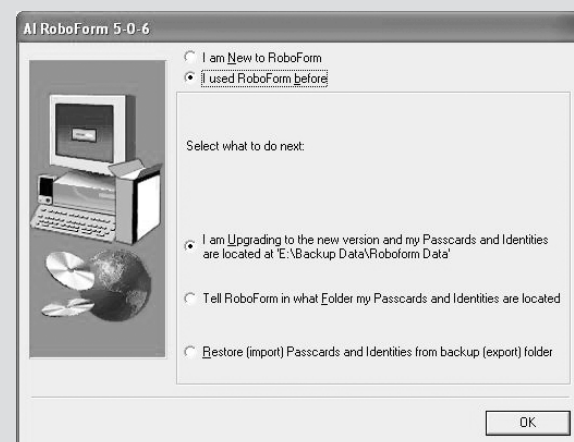 AI RoboForm 5-0-6
I am New to RoboForm
I used RoboForm before
Select what to do next:
I am Upgrading to the new version and my Passcards and Identities
are located at 'E:\Backup Data\Roboform Data'
Tell RoboForm in what Folder my Passcards and Identities are located
Restore (import) Passcards and Identities from backup (export) folder
OK